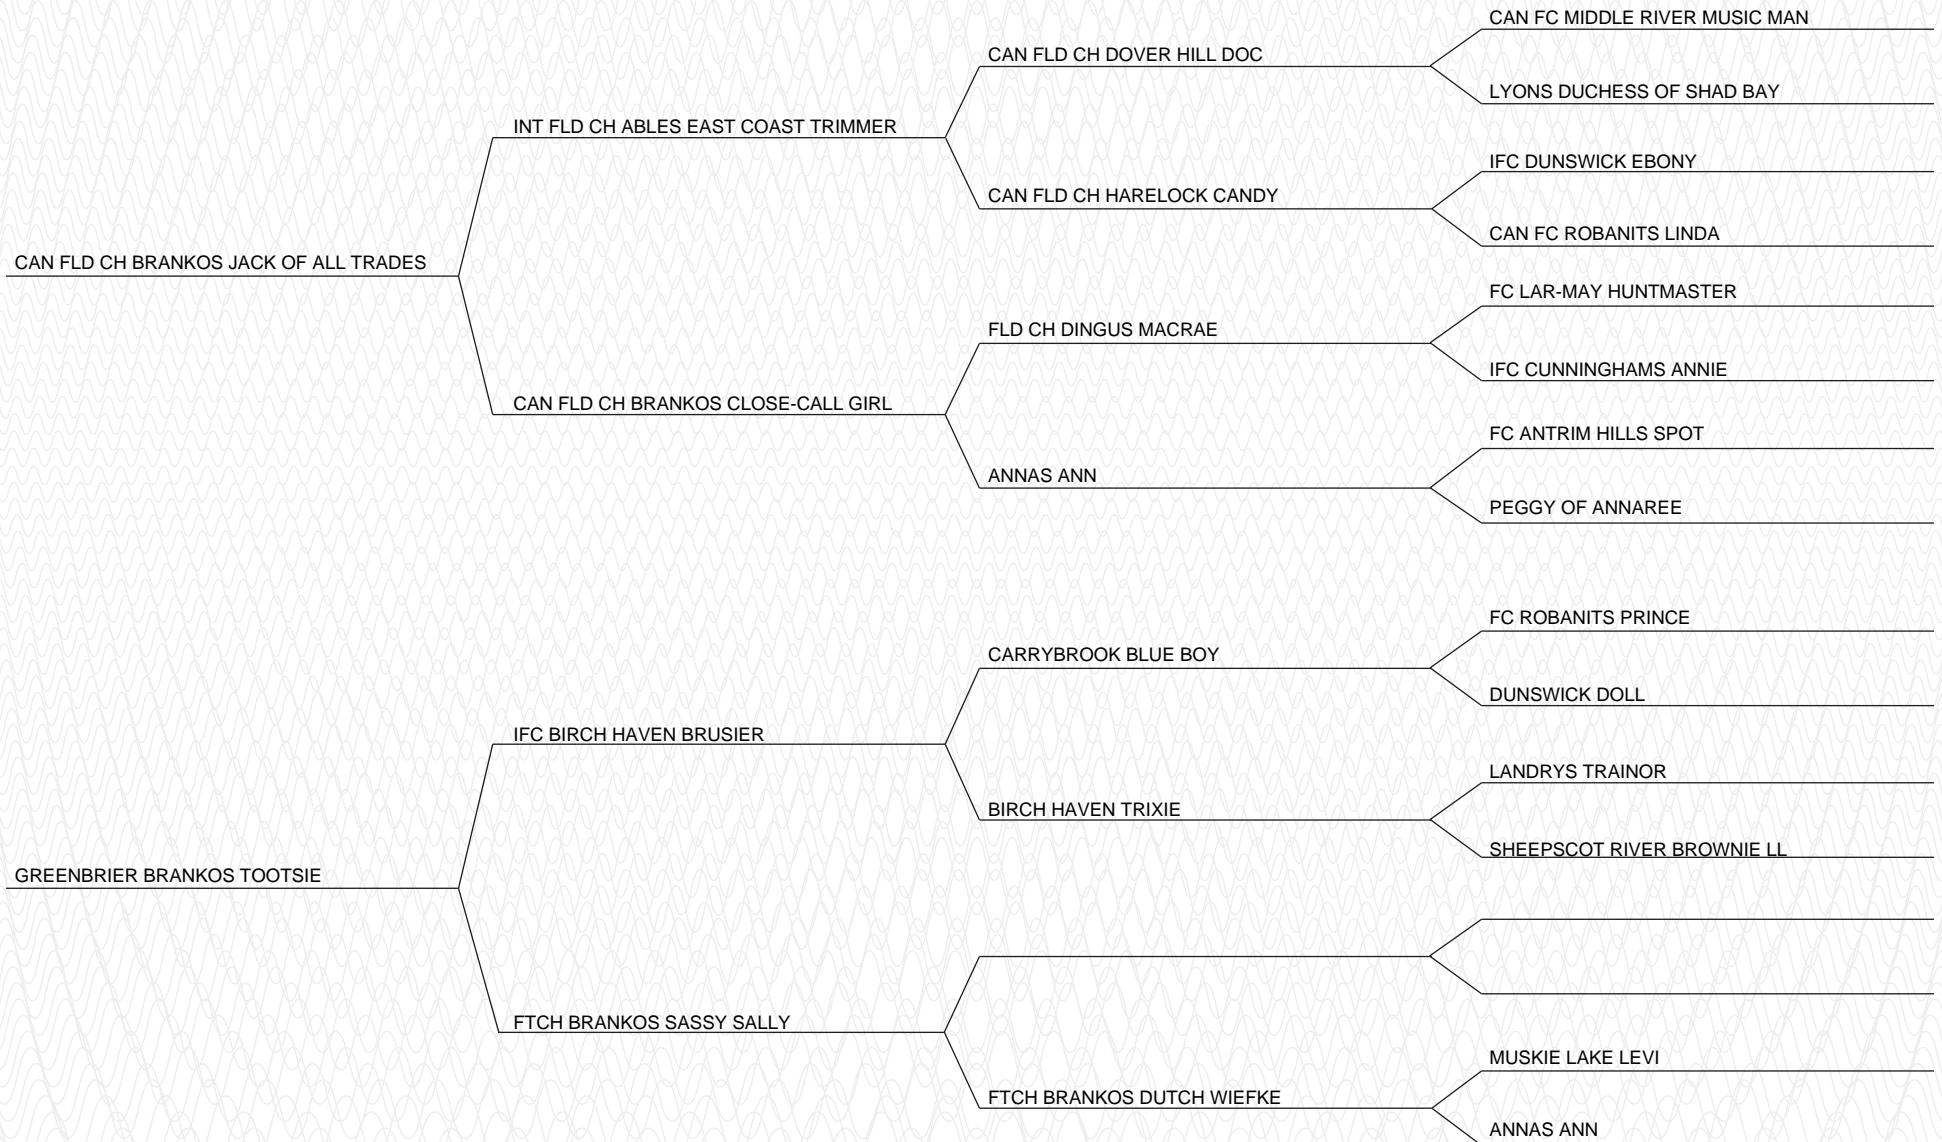 CAN FC MIDDLE RIVER MUSIC MAN
CAN FLD CH DOVER HILL DOC
LYONS DUCHESS OF SHAD BAY
INT FLD CH ABLES EAST COAST TRIMMER
IFC DUNSWICK EBONY
CAN FLD CH HARELOCK CANDY
CAN FC ROBANITS LINDA
CAN FLD CH BRANKOS JACK OF ALL TRADES
FC LAR-MAY HUNTMASTER
FLD CH DINGUS MACRAE
IFC CUNNINGHAMS ANNIE
CAN FLD CH BRANKOS CLOSE-CALL GIRL
FC ANTRIM HILLS SPOT
ANNAS ANN
PEGGY OF ANNAREE
FC ROBANITS PRINCE
CARRYBROOK BLUE BOY
DUNSWICK DOLL
IFC BIRCH HAVEN BRUSIER
LANDRYS TRAINOR
BIRCH HAVEN TRIXIE
SHEEPSCOT RIVER BROWNIE LL
GREENBRIER BRANKOS TOOTSIE
FTCH BRANKOS SASSY SALLY
MUSKIE LAKE LEVI
FTCH BRANKOS DUTCH WIEFKE
ANNAS ANN